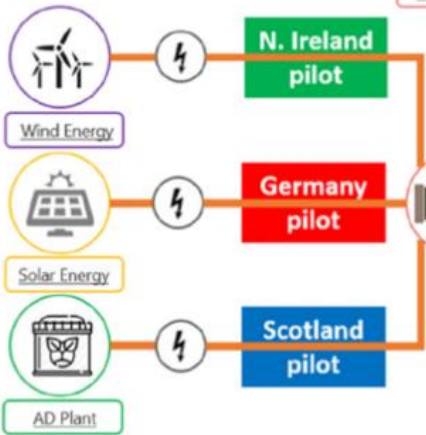 N. Ireland
pilot
Wind Energy
Germany
pilot
Solar Energy
Scotland
pilot
AD Plant